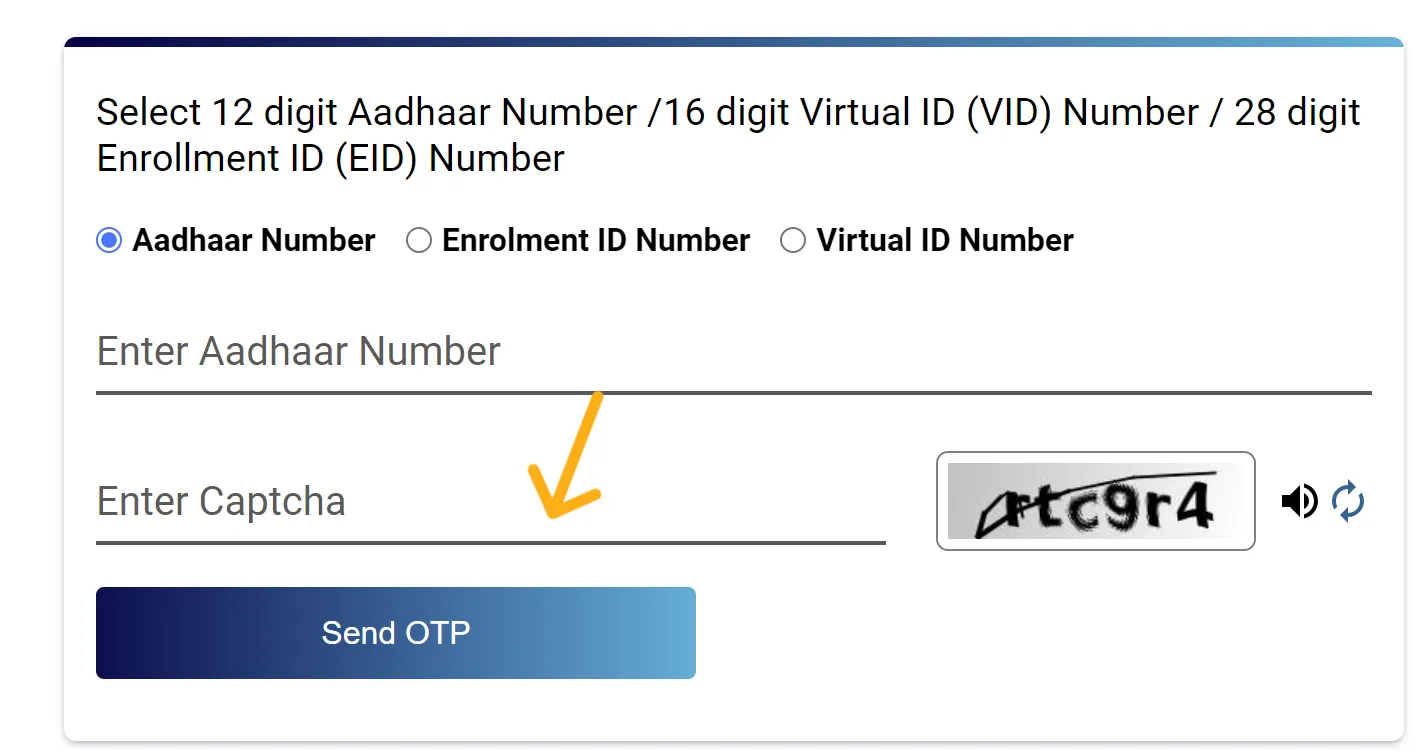 Select 12 digit Aadhaar Number /16 digit Virtual ID (VID) Number / 28 digit
Enrollment ID (EID) Number
Aadhaar Number Enrolment ID Number Virtual ID Number
Enter Aadhaar Number
Enter Captcha
Send OTP